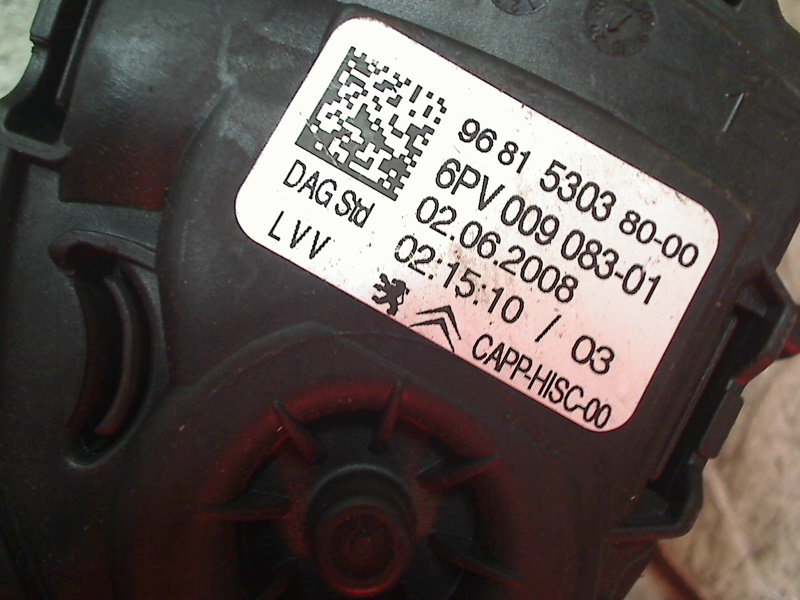 96 81 5303 80-00
6PV 009 083-01
02.06.2008
02:15:10 / 03
DAG Std
LVV
CAPP-HISC-00